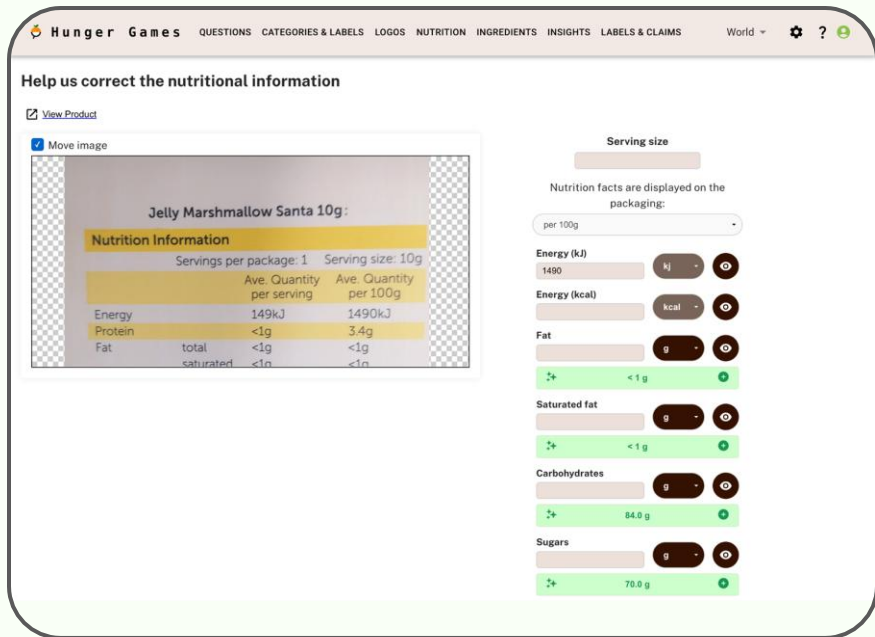 Hunger Games QUESTIONS CATEGORIES & LABELS LOGOS NUTRITION INGREDIENTS INSIGHTS LABELS & CLAIMS World ?
Help us correct the nutritional information
View Product
Move image
Jelly Marshmallow Santa 10g:
Nutrition Information
Servings per package: 1 Serving size: 10g
Ave. Quantity Ave. Quantity
per serving per 100g
Energy 149kJ 1490kJ
Protein <1g 3.4g
Fat total <1g <1g
saturated <1g <1g
Serving size
Nutrition facts are displayed on the
packaging:
per 100g
Energy (kJ)
1490 kj
Energy (kcal)
kcal
Fat
g
< 1 g
Saturated fat
g
< 1 g
Carbohydrates
g
84.0 g
Sugars
g
70.0 g